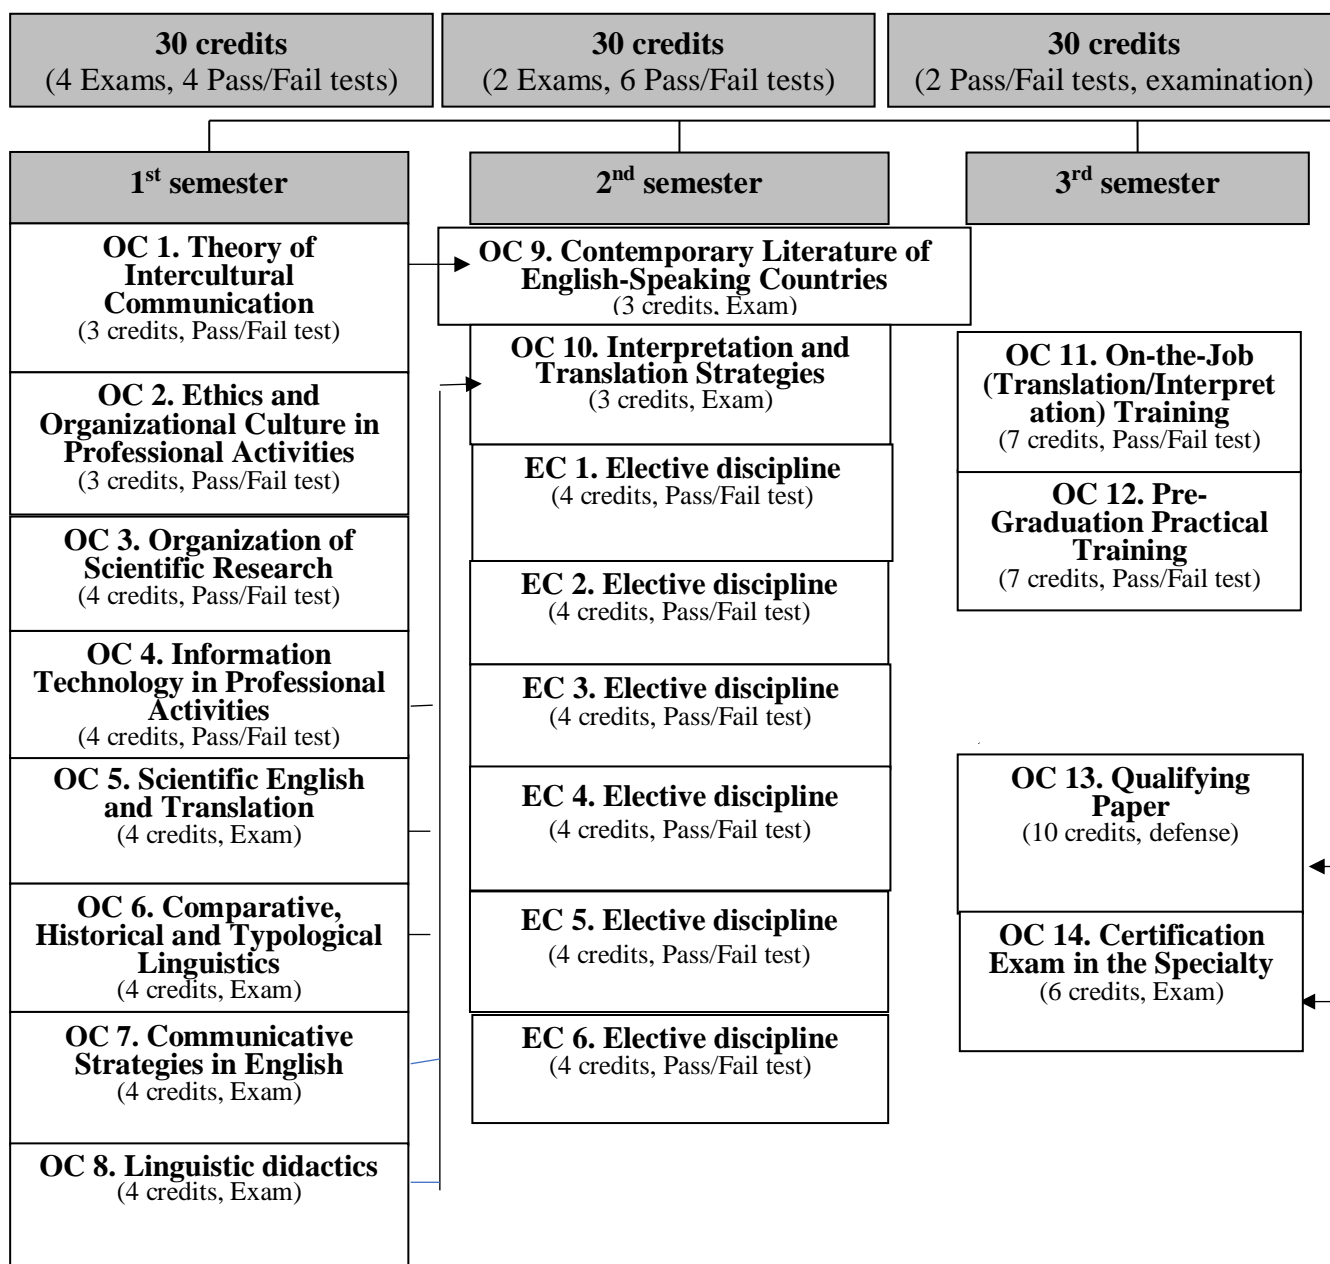 30 credits
(4 Exams, 4 Pass/Fail tests)
30 credits
(2 Exams, 6 Pass/Fail tests)
30 credits
(2 Pass/Fail tests, examination)
1st semester
OC 1. Theory of
Intercultural
Communication
(3 credits, Pass/Fail test)
OC 2. Ethics and
Organizational Culture in
Professional Activities
(3 credits, Pass/Fail test)
OC 3. Organization of
Scientific Research
(4 credits, Pass/Fail test)
OC 4. Information
Technology in Professional
Activities
(4 credits, Pass/Fail test)
OC 5. Scientific English
and Translation
(4 credits, Exam)
OC 6. Comparative,
Historical and Typological
Linguistics
(4 credits, Exam)
OC 7. Communicative
Strategies in English
(4 credits, Exam)
OC 8. Linguistic didactics
(4 credits, Exam)
2nd semester
OC 9. Contemporary Literature of
English-Speaking Countries
(3 credits, Exam)
OC 10. Interpretation and
Translation Strategies
(3 credits, Exam)
EC 1. Elective discipline
(4 credits, Pass/Fail test)
EC 2. Elective discipline
(4 credits, Pass/Fail test)
EC 3. Elective discipline
(4 credits, Pass/Fail test)
EC 4. Elective discipline
(4 credits, Pass/Fail test)
EC 5. Elective discipline
(4 credits, Pass/Fail test)
EC 6. Elective discipline
(4 credits, Pass/Fail test)
3rd semester
OC 11. On-the-Job
(Translation/Interpret
ation) Training
(7 credits, Pass/Fail test)
OC 12. Pre-
Graduation Practical
Training
(7 credits, Pass/Fail test)
OC 13. Qualifying
Paper
(10 credits, defense)
OC 14. Certification
Exam in the Specialty
(6 credits, Exam)